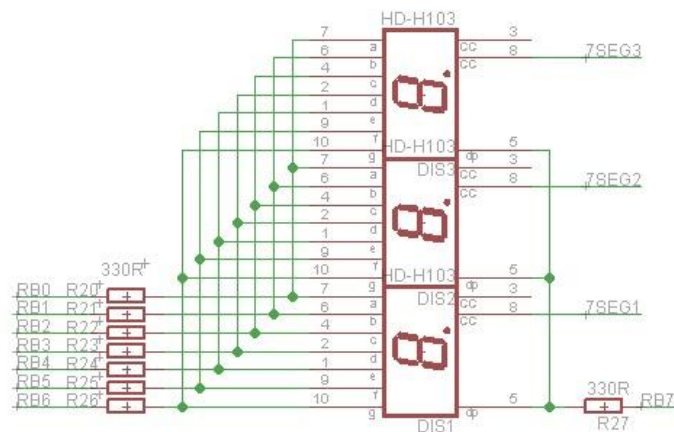 HD-H103
7 a CC 3
6 b CC 8 7SEG3
4 c
2 d
1 e
9 f HD-H103
10 g dp 5
7 a DIS3 3
6 b CC CC 8 7SEG2
4 c
2 d
1 e
9 f HD-H103
330R 10 g dp 5
RB0 R20 7 a DIS2 3
RB1 R21 6 b CC CC 8 7SEG1
RB2 R22 4 c
RB3 R23 2 d
RB4 R24 1 e
RB5 R25 9 f 330R
RB6 R26 10 g dp 5 RB7
DIS1 R27